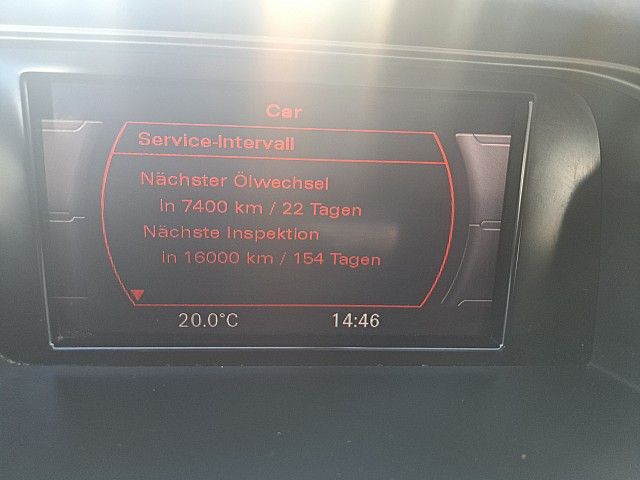 Car
Service-Intervall
Nächster Ölwechsel
in 7400 km / 22 Tagen
Nächste Inspektion
in 16000 km / 154 Tagen
20.0°C 14:46